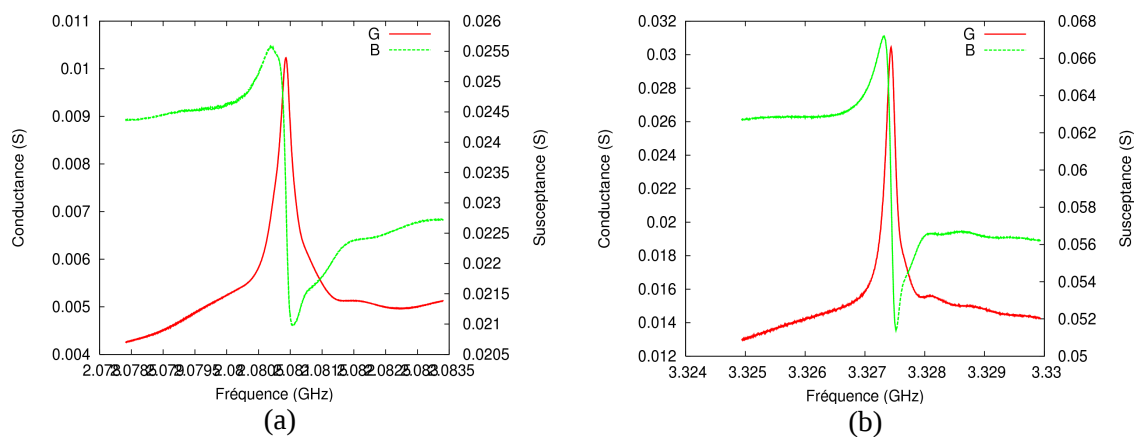 0.011
0.01
0.009
0.008
0.007
0.006
0.005
0.004
Conductance (S)
G
B
0.026
0.0255
0.025
0.0245
0.024
0.0235
0.023
0.0225
0.022
0.0215
0.021
0.0205
Susceptance (S)
2.078 2.0785 2.079 2.0795 2.08 2.0805 2.081 2.0815 2.082 2.0825 2.083 2.0835
Fréquence (GHz)
(a)
0.032
0.03
0.028
0.026
0.024
0.022
0.02
0.018
0.016
0.014
0.012
Conductance (S)
G
B
0.068
0.066
0.064
0.062
0.06
0.058
0.056
0.054
0.052
0.05
Susceptance (S)
3.324 3.325 3.326 3.327 3.328 3.329 3.33
Fréquence (GHz)
(b)